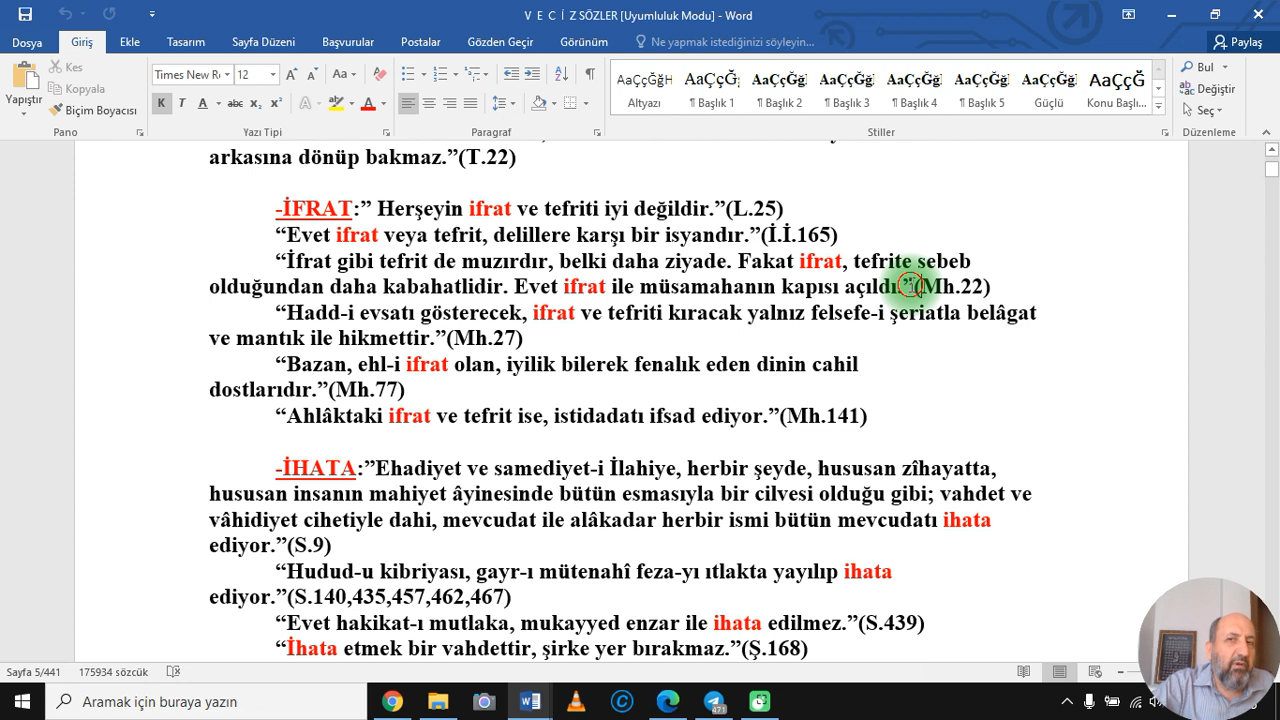 V E C İ Z SÖZLER [Uyumluluk Modu] - Word
Dosya Giriş Ekle Tasarım Sayfa Düzeni Başvurular Postalar Gözden Geçir Görünüm Ne yapmak istediğinizi söyleyin... Paylaş
Yapıştır
Kes
Kopyala
Biçim Boyacısı
Times New Ro 12
AaÇçĞğH AaÇçĞ AaÇçĞğ AaÇçĞğ AaÇçĞğ AaÇçĞğ AaÇçĞğ AaÇçĞ
Altyazı ¶ Başlık 1 ¶ Başlık 2 ¶ Başlık 3 ¶ Başlık 4 ¶ Başlık 5 Güçlü Konu Başlı...
Bul
Değiştir
Seç
Pano Yazı Tipi Paragraf Stiller Düzenleme
arkasına dönüp bakmaz.”(T.22)
-İFRAT:” Herşeyin ifrat ve tefriti iyi değildir.”(L.25)
“Evet ifrat veya tefrit, delillere karşı bir isyandır.”(İ.İ.165)
“İfrat gibi tefrit de muzırdır, belki daha ziyade. Fakat ifrat, tefrite sebeb
olduğundan daha kabahatlidir. Evet ifrat ile müsamahanın kapısı açıldı.”(Mh.22)
“Hadd-i evsatı gösterecek, ifrat ve tefriti kıracak yalnız felsefe-i şeriatla belâgat
ve mantık ile hikmettir.”(Mh.27)
“Bazan, ehl-i ifrat olan, iyilik bilerek fenalık eden dinin cahil
dostlarıdır.”(Mh.77)
“Ahlâktaki ifrat ve tefrit ise, istidadatı ifsad ediyor.”(Mh.141)
-İHATA:”Ehadiyet ve samediyet-i İlahiye, herbir şeyde, hususan zîhayatta,
hususan insanın mahiyet âyinesinde bütün esmasıyla bir cilvesi olduğu gibi; vahdet ve
vâhidiyet cihetiyle dahi, mevcudat ile alâkadar herbir ismi bütün mevcudatı ihata
ediyor.”(S.9)
“Hudud-u kibriyası, gayr-ı mütenahî feza-yı ıtlakta yayılıp ihata
ediyor.”(S.140,435,457,462,467)
“Evet hakikat-ı mutlaka, mukayyed enzar ile ihata edilmez.”(S.439)
“İhata etmek bir vahdettir, şirke yer bırakmaz.”(Ş.168)
Sayfa 5/441 175934 sözcük
Aramak için buraya yazın
471